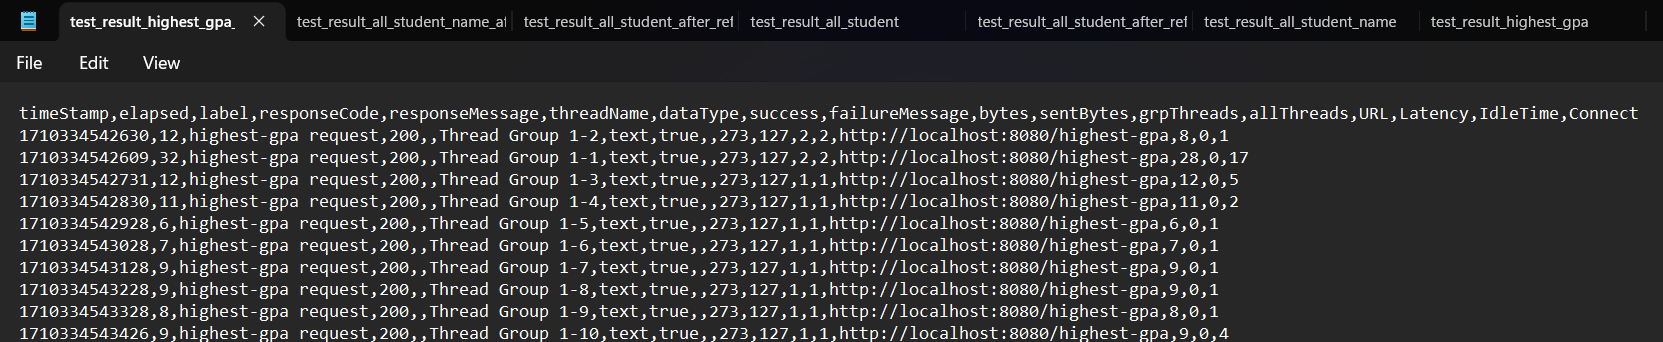 test_result_highest_gpa_ test_result_all_student_name_af test_result_all_student_after_ref test_result_all_student test_result_all_student_after_ref test_result_all_student_name test_result_highest_gpa
File Edit View
timeStamp,elapsed,label,responseCode,responseMessage,threadName,dataType,success,failureMessage,bytes,sentBytes,grpThreads,allThreads,URL,Latency,IdleTime,Connect
1710334542630,12,highest-gpa request,200,,Thread Group 1-2,text,true,,273,127,2,2,http://localhost:8080/highest-gpa,8,0,1
1710334542609,32,highest-gpa request,200,,Thread Group 1-1,text,true,,273,127,2,2,http://localhost:8080/highest-gpa,28,0,17
1710334542731,12,highest-gpa request,200,,Thread Group 1-3,text,true,,273,127,1,1,http://localhost:8080/highest-gpa,12,0,5
1710334542830,11,highest-gpa request,200,,Thread Group 1-4,text,true,,273,127,1,1,http://localhost:8080/highest-gpa,11,0,2
1710334542928,6,highest-gpa request,200,,Thread Group 1-5,text,true,,273,127,1,1,http://localhost:8080/highest-gpa,6,0,1
1710334543028,7,highest-gpa request,200,,Thread Group 1-6,text,true,,273,127,1,1,http://localhost:8080/highest-gpa,7,0,1
1710334543128,9,highest-gpa request,200,,Thread Group 1-7,text,true,,273,127,1,1,http://localhost:8080/highest-gpa,9,0,1
1710334543228,9,highest-gpa request,200,,Thread Group 1-8,text,true,,273,127,1,1,http://localhost:8080/highest-gpa,9,0,1
1710334543328,8,highest-gpa request,200,,Thread Group 1-9,text,true,,273,127,1,1,http://localhost:8080/highest-gpa,8,0,1
1710334543426,9,highest-gpa request,200,,Thread Group 1-10,text,true,,273,127,1,1,http://localhost:8080/highest-gpa,9,0,4